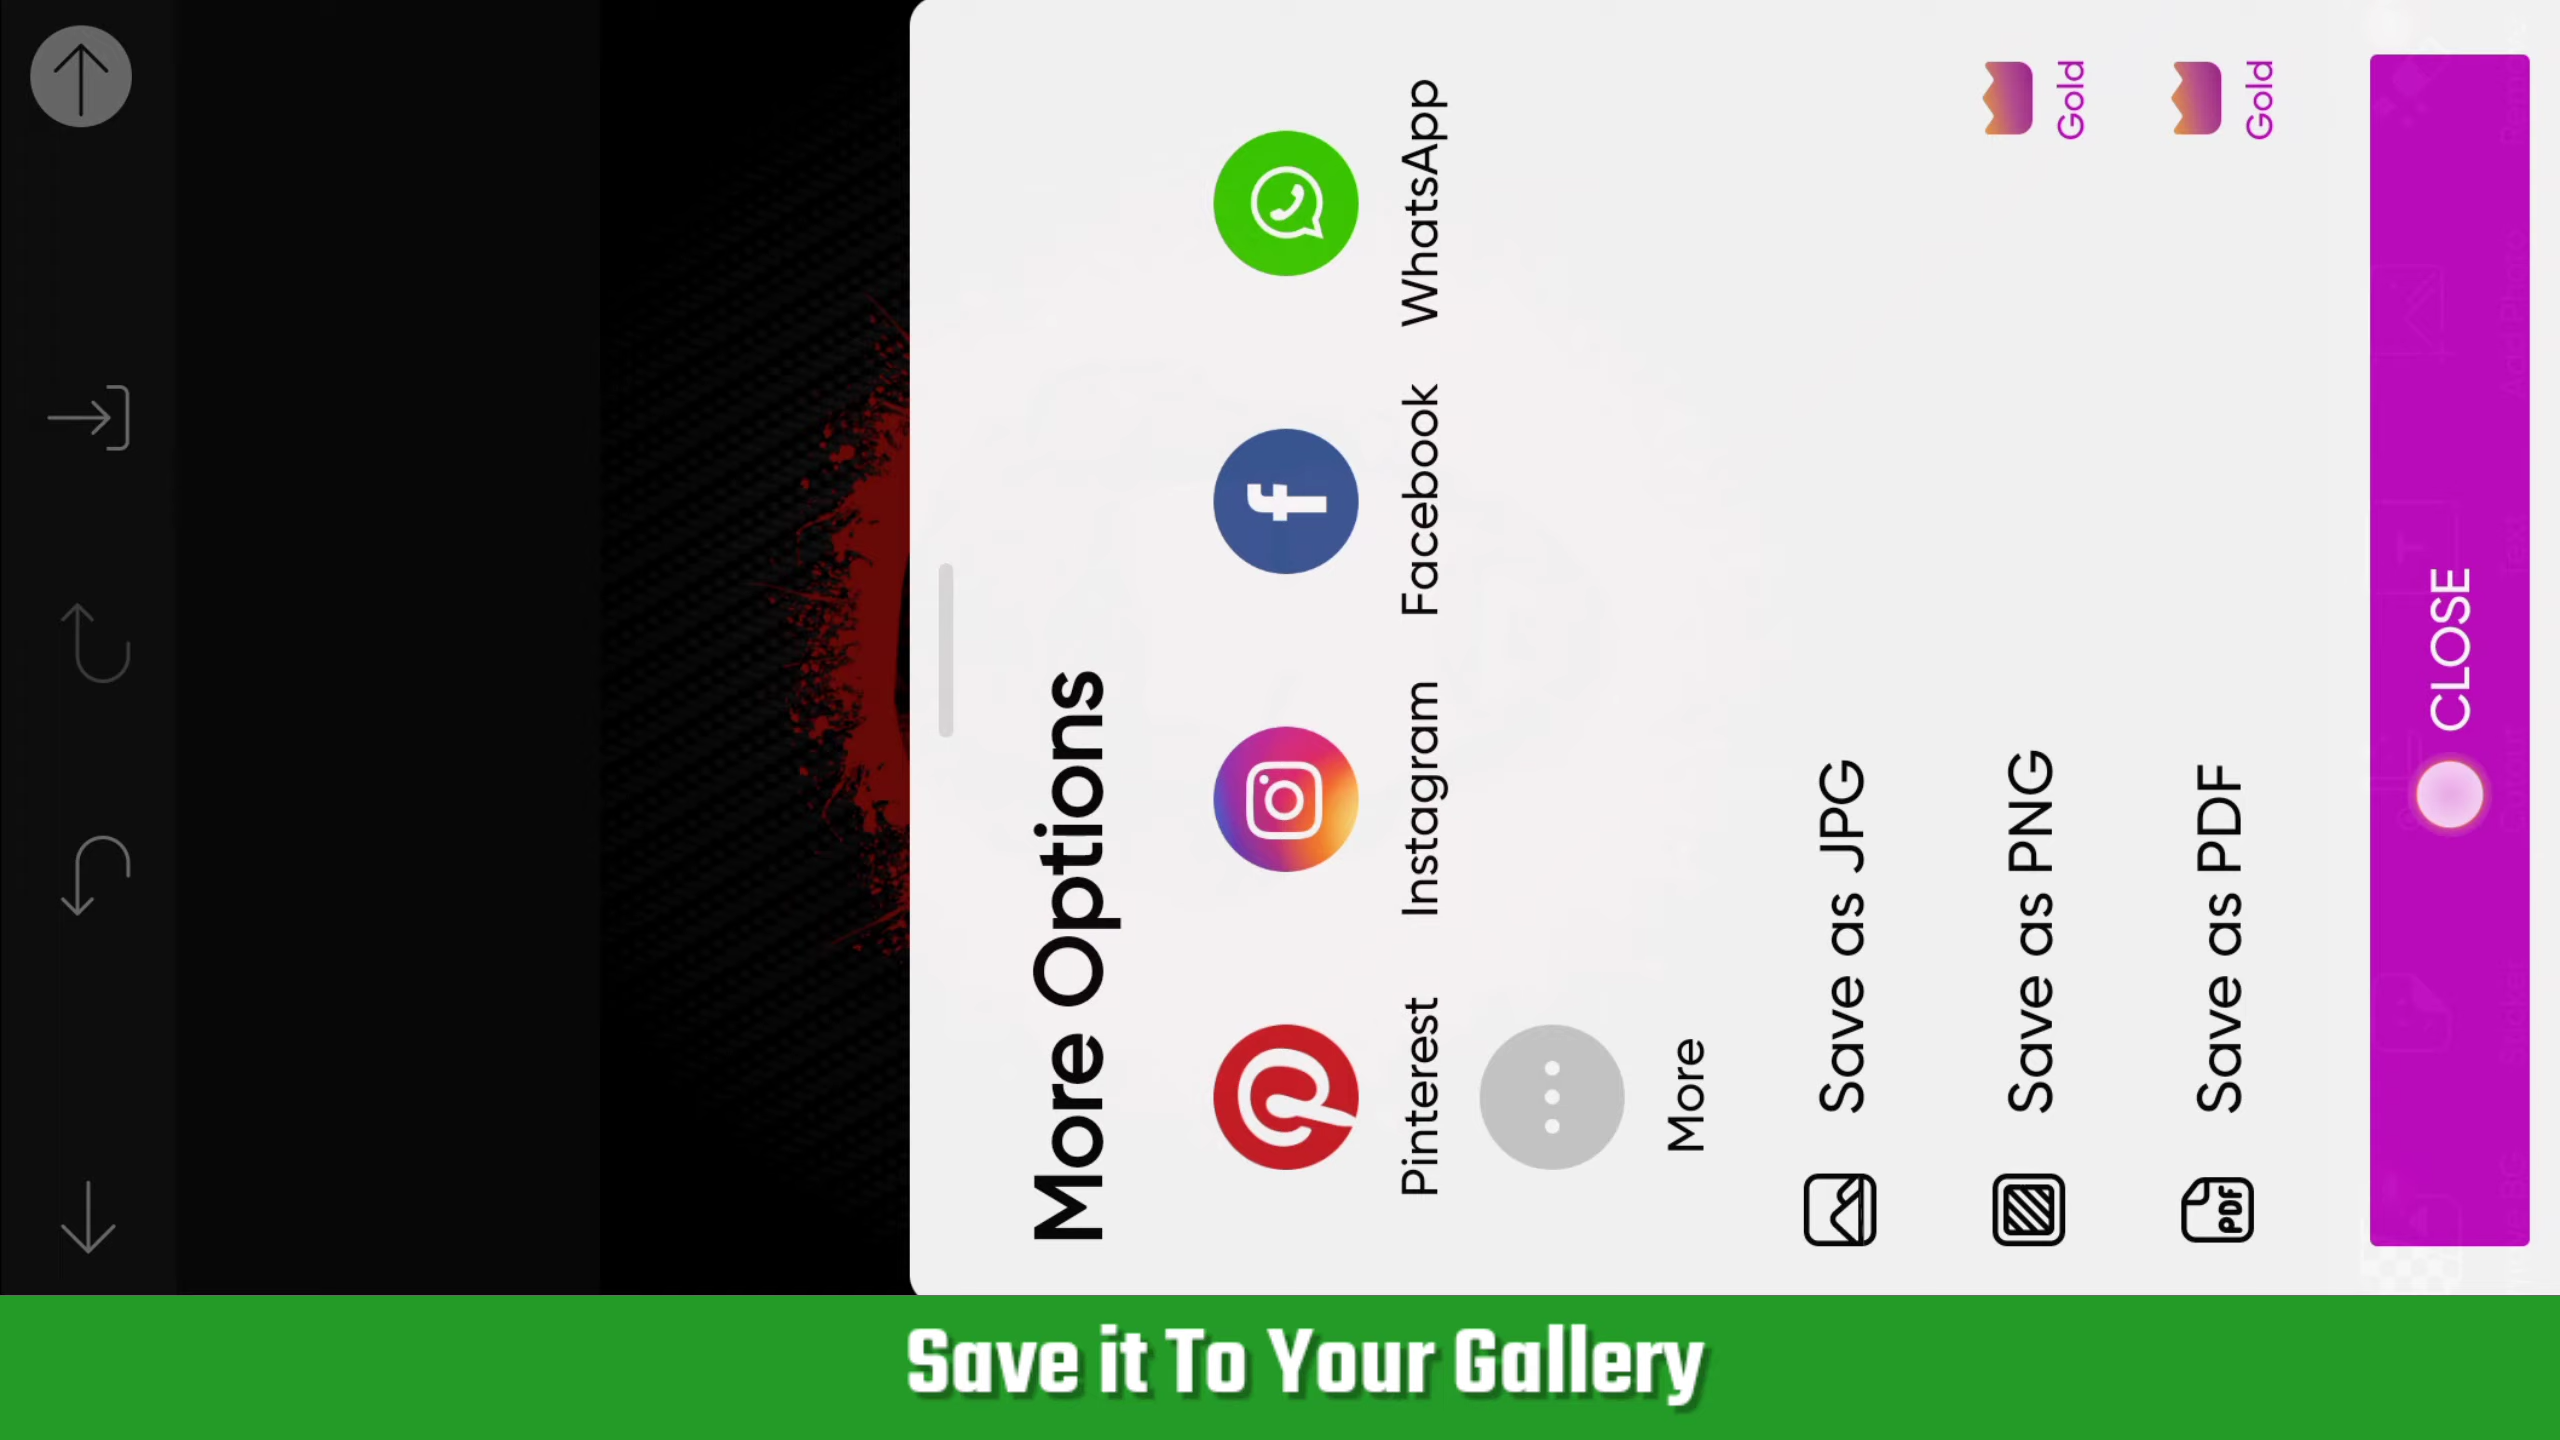 More Options
Pinterest
Instagram
Facebook
WhatsApp
More
Save as JPG
Save as PNG
Gold
PDF
Save as PDF
Gold
CLOSE
Save it To Your Gallery